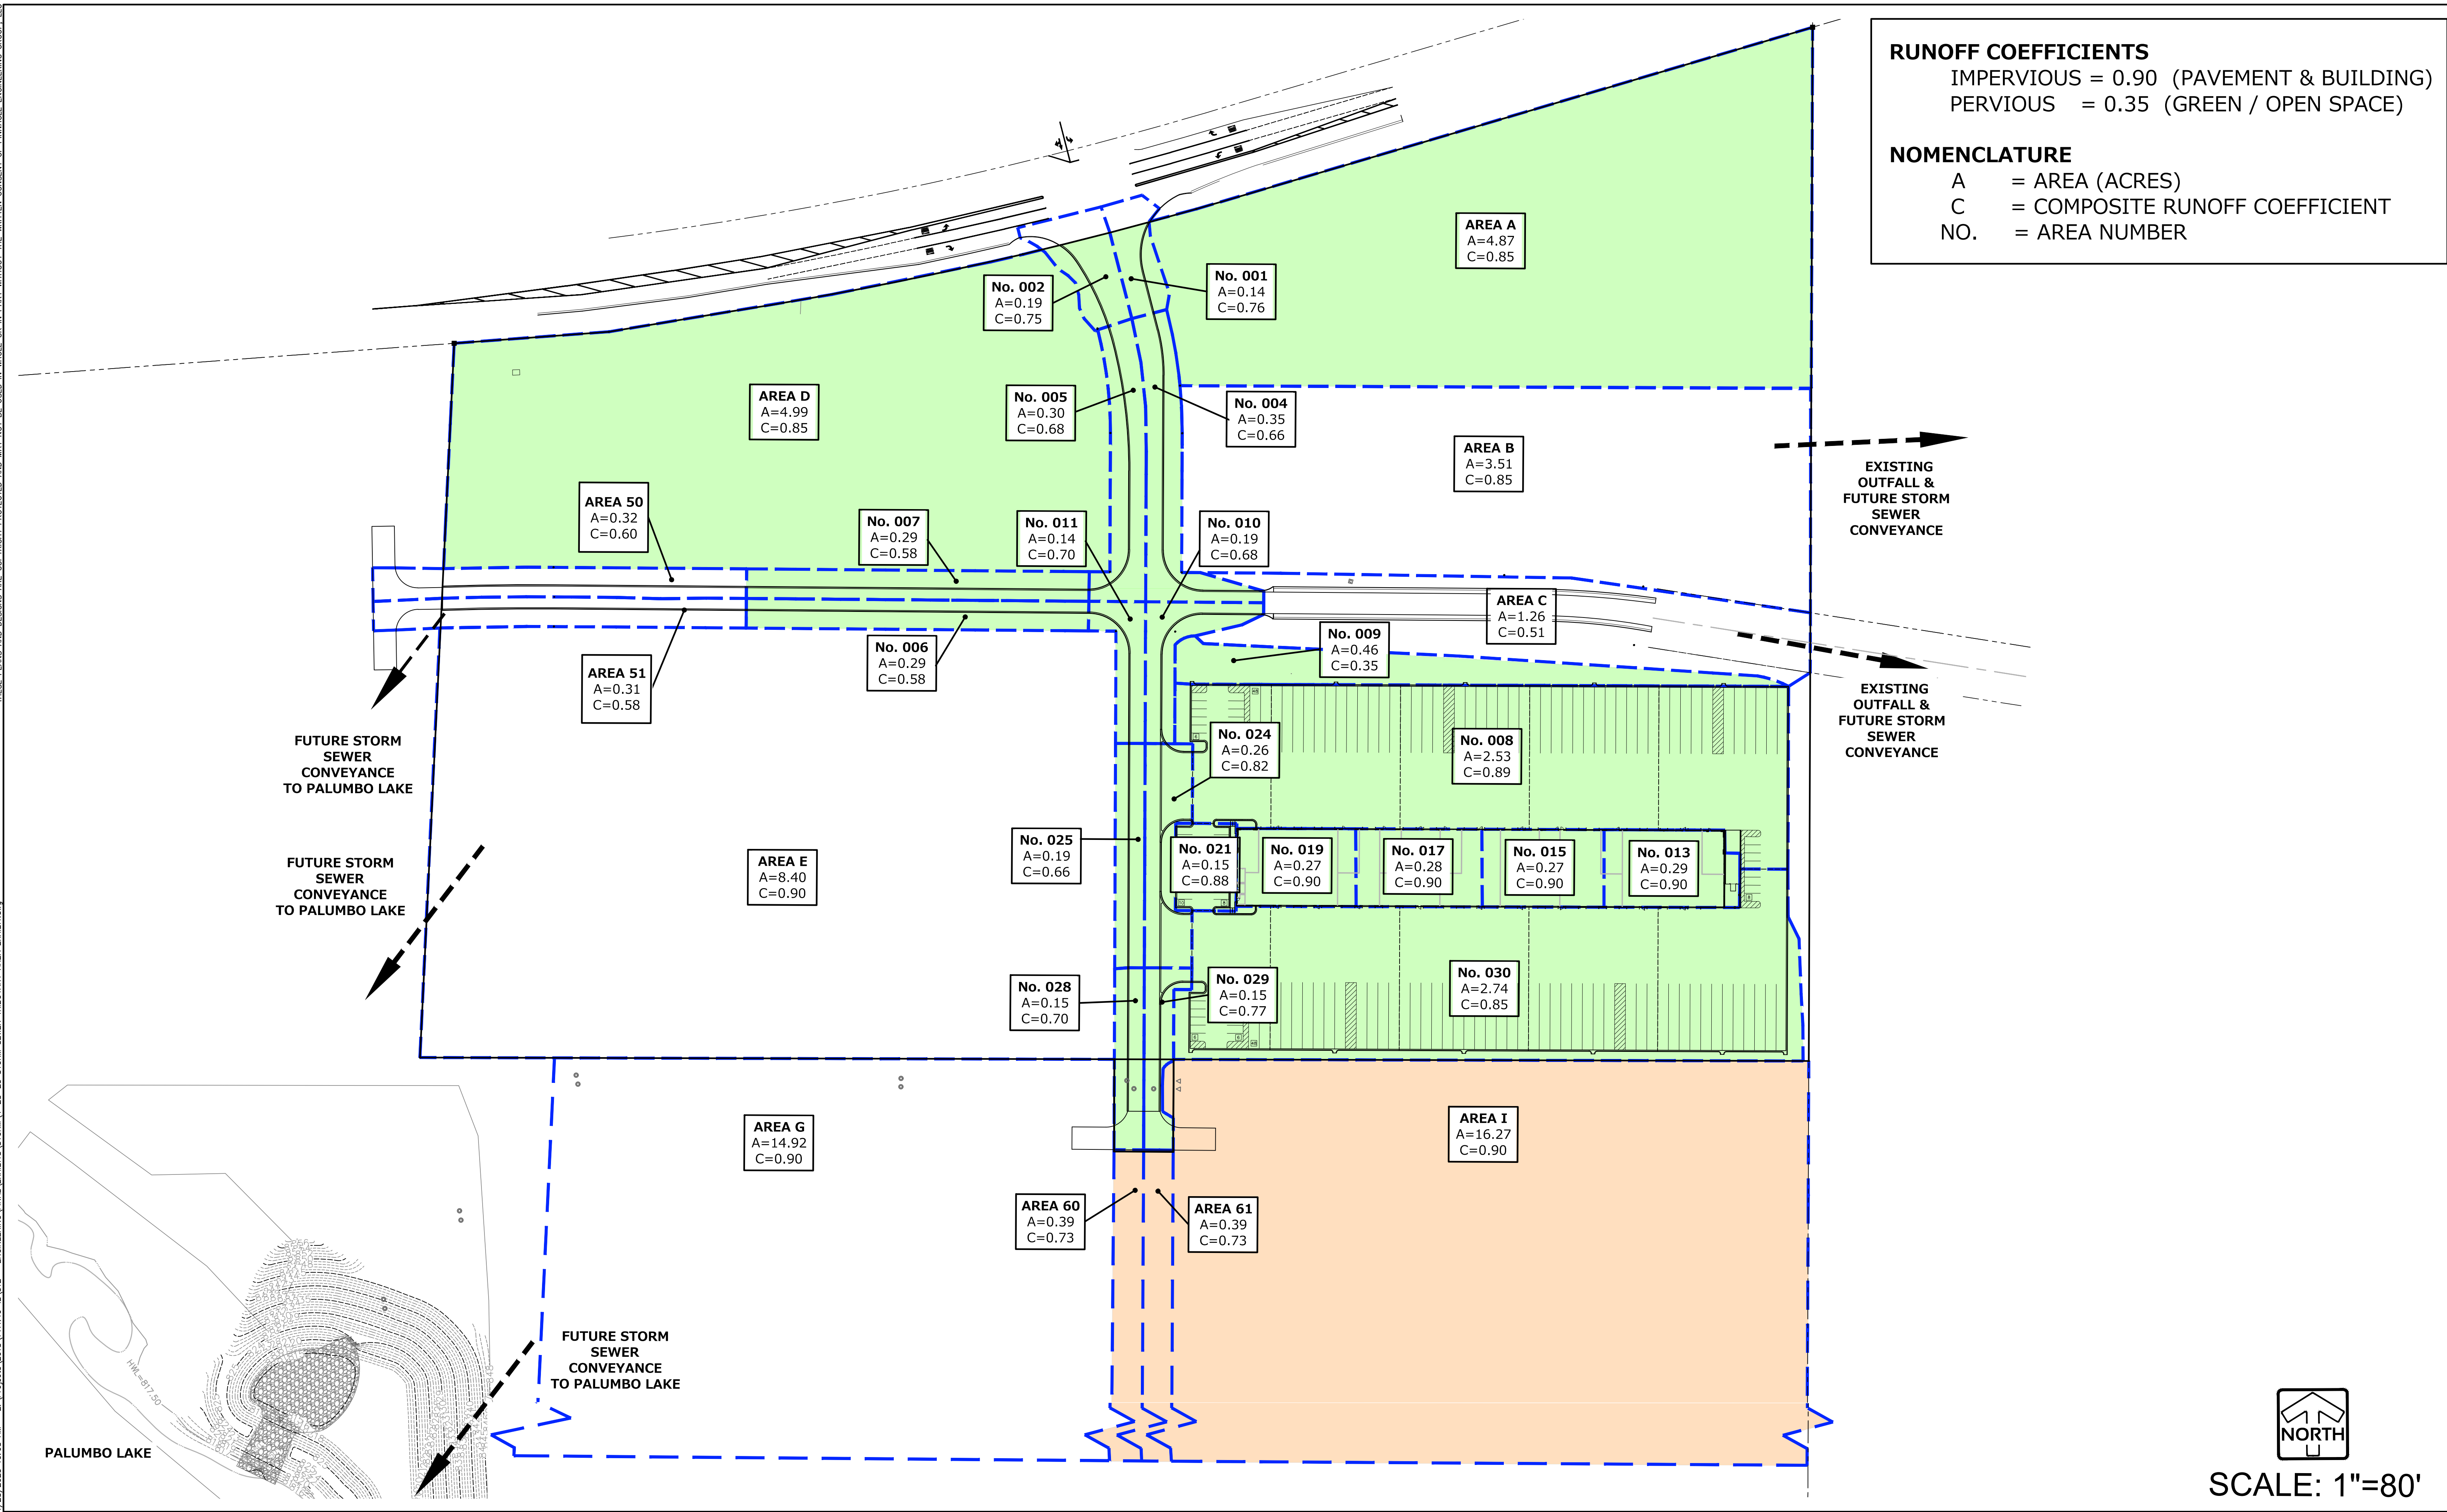 RUNOFF COEFFICIENTS
IMPERVIOUS = 0.90 (PAVEMENT & BUILDING)
PERVIOUS = 0.35 (GREEN / OPEN SPACE)
NOMENCLATURE
A = AREA (ACRES)
C = COMPOSITE RUNOFF COEFFICIENT
NO. = AREA NUMBER
AREA A
A=4.87
C=0.85
No. 002
A=0.19
C=0.75
No. 001
A=0.14
C=0.76
AREA D
A=4.99
C=0.85
No. 005
A=0.30
C=0.68
No. 004
A=0.35
C=0.66
AREA B
A=3.51
C=0.85
EXISTING
OUTFALL &
FUTURE STORM
SEWER
CONVEYANCE
AREA 50
A=0.32
C=0.60
No. 007
A=0.29
C=0.58
No. 011
A=0.14
C=0.70
No. 010
A=0.19
C=0.68
AREA C
A=1.26
C=0.51
No. 009
A=0.46
C=0.35
No. 006
A=0.29
C=0.58
AREA 51
A=0.31
C=0.58
EXISTING
OUTFALL &
FUTURE STORM
SEWER
CONVEYANCE
FUTURE STORM
SEWER
CONVEYANCE
TO PALUMBO LAKE
No. 024
A=0.26
C=0.82
No. 008
A=2.53
C=0.89
FUTURE STORM
SEWER
CONVEYANCE
TO PALUMBO LAKE
AREA E
A=8.40
C=0.90
No. 025
A=0.19
C=0.66
No. 021
A=0.15
C=0.88
No. 019
A=0.27
C=0.90
No. 017
A=0.28
C=0.90
No. 015
A=0.27
C=0.90
No. 013
A=0.29
C=0.90
No. 028
A=0.15
C=0.70
No. 029
A=0.15
C=0.77
No. 030
A=2.74
C=0.85
AREA G
A=14.92
C=0.90
AREA I
A=16.27
C=0.90
AREA 60
A=0.39
C=0.73
AREA 61
A=0.39
C=0.73
FUTURE STORM
SEWER
CONVEYANCE
TO PALUMBO LAKE
HWL=817.50
PALUMBO LAKE
NORTH
SCALE: 1"=80'